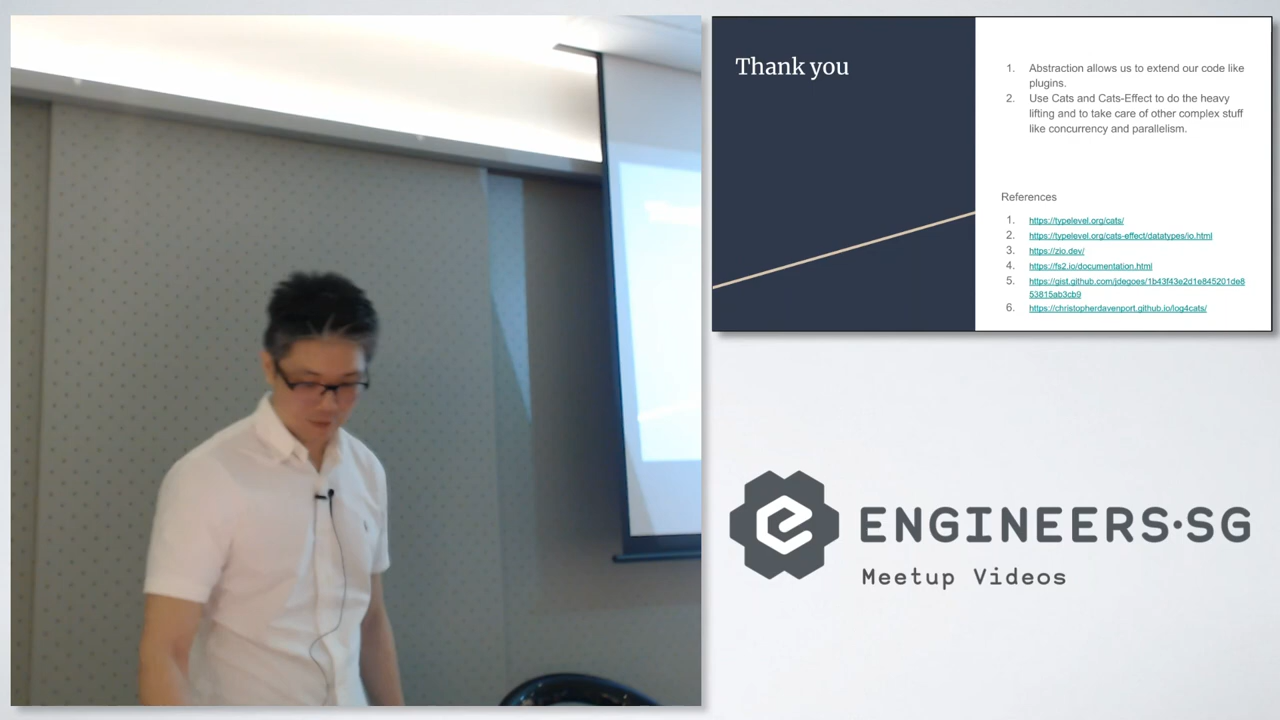 Thank you
1. Abstraction allows us to extend our code like
plugins.
2. Use Cats and Cats-Effect to do the heavy
lifting and to take care of other complex stuff
like concurrency and parallelism.
References
1. https://typelevel.org/cats/
2. https://typelevel.org/cats-effect/datatypes/io.html
3. https://zio.dev/
4. https://fs2.io/documentation.html
5. https://gist.github.com/jdegoes/1b43f43e2d1e845201de8
53815ab3cb9
6. https://christopherdavenport.github.io/log4cats/
ENGINEERS·SG
Meetup Videos